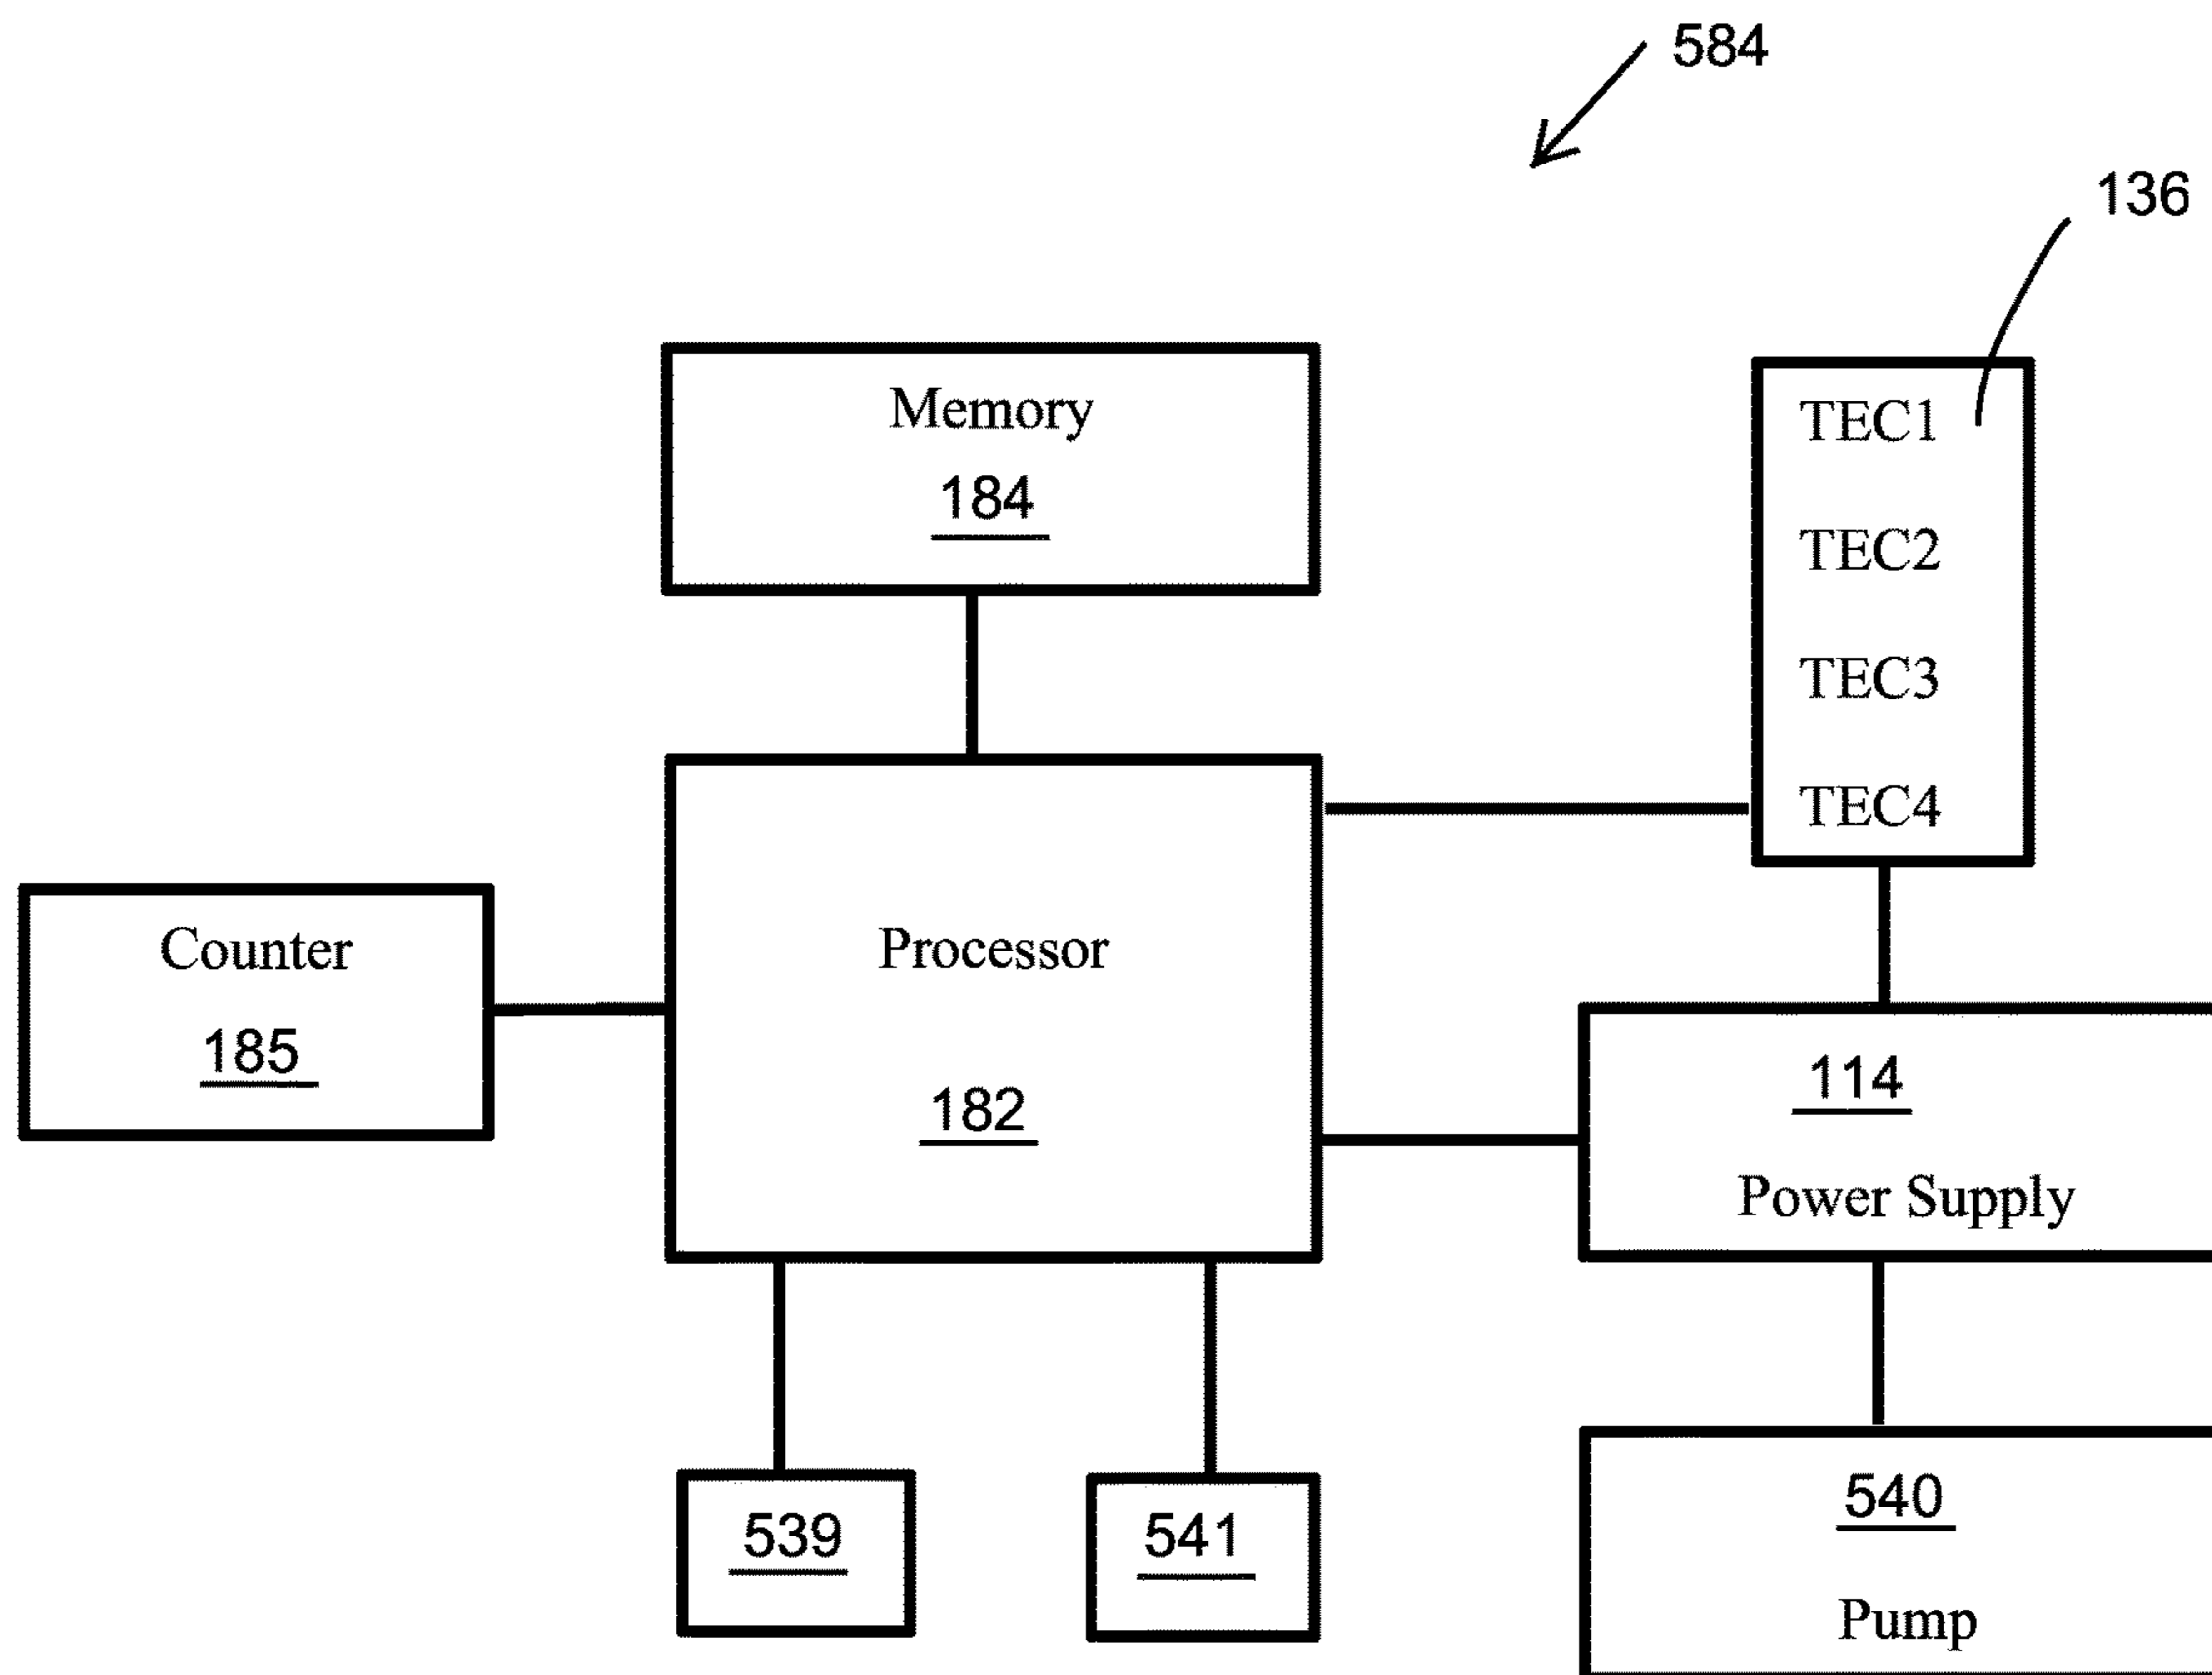 584
136
Memory
184
TEC1
TEC2
TEC3
TEC4
Counter
185
Processor
182
114
Power Supply
539
541
540
Pump